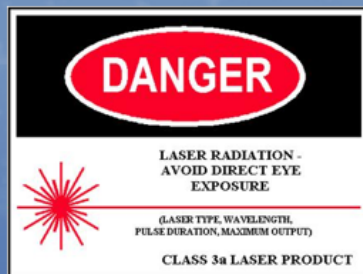 DANGER
LASER RADIATION -
AVOID DIRECT EYE
EXPOSURE
(LASER TYPE, WAVELENGTH,
PULSE DURATION, MAXIMUM OUTPUT)
CLASS 3a LASER PRODUCT